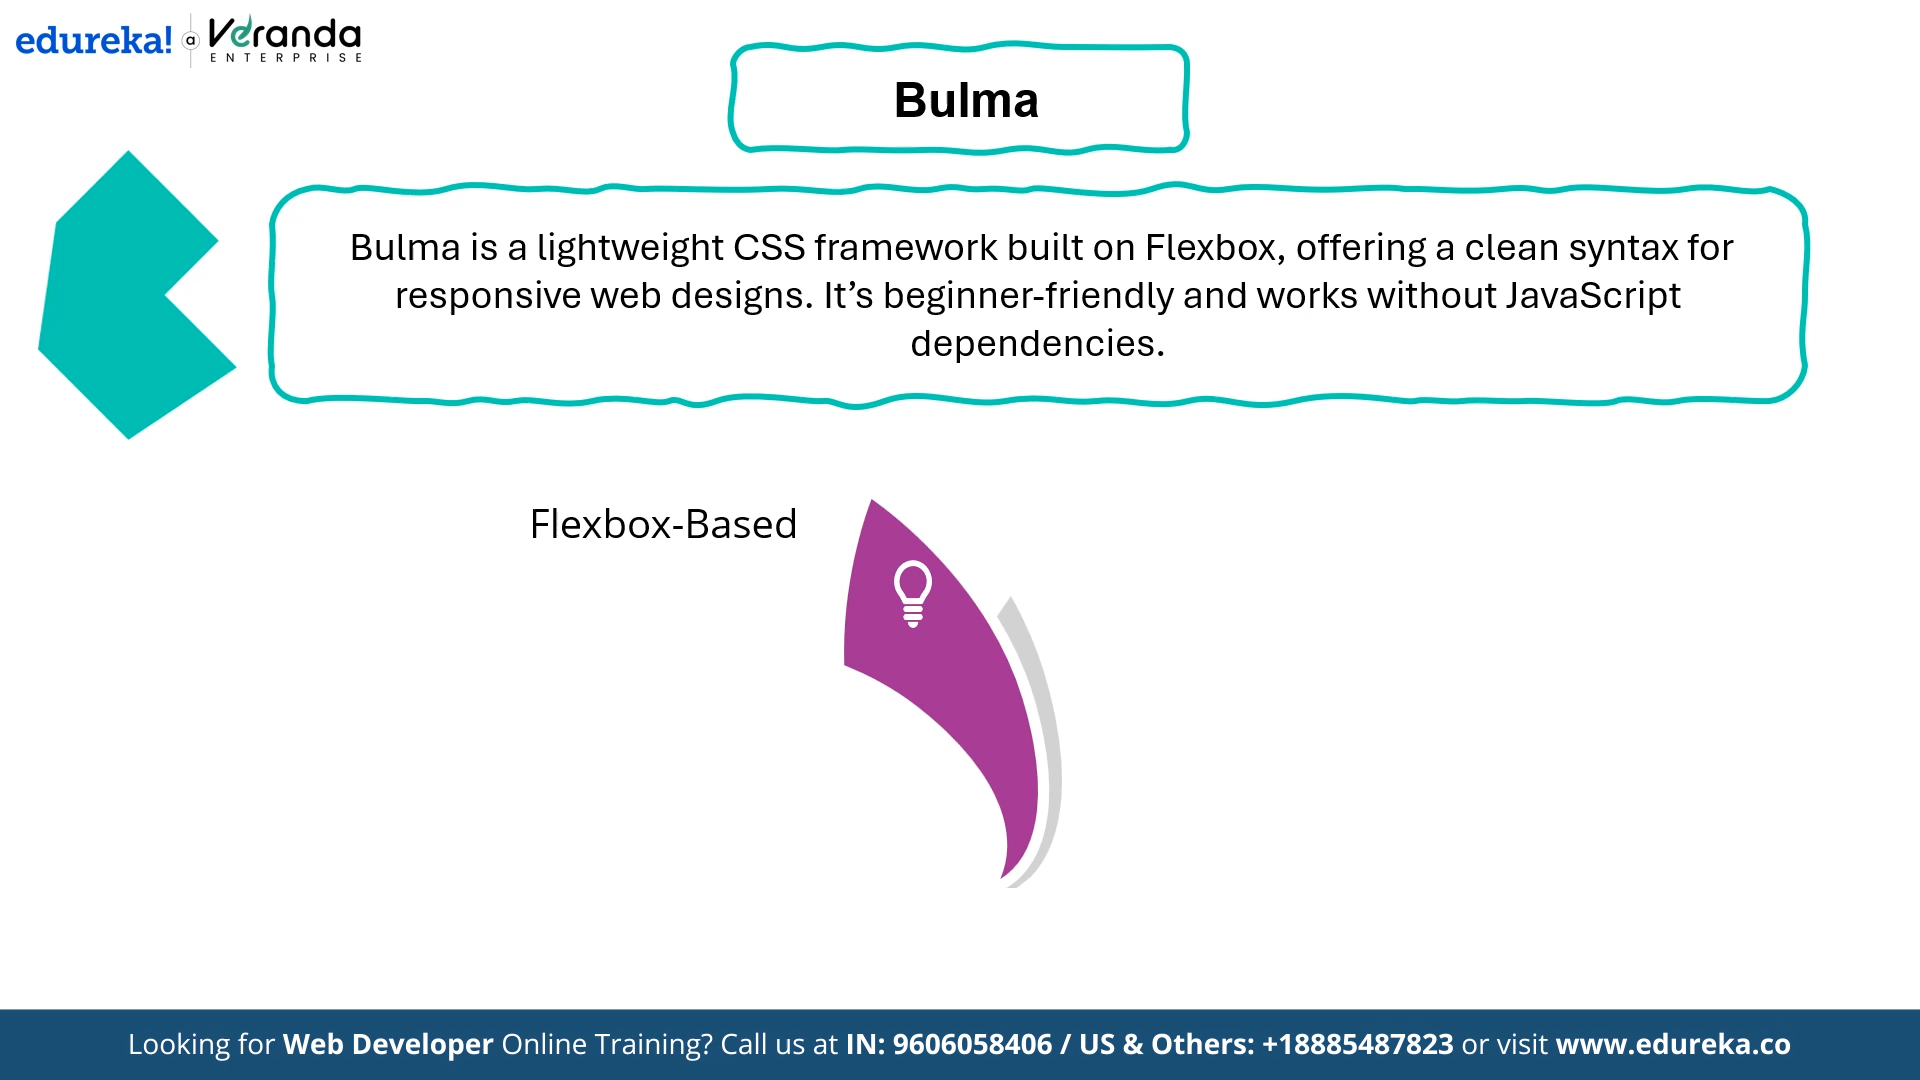 edureka! a Veranda
ENTERPRISE
Bulma
Bulma is a lightweight CSS framework built on Flexbox, offering a clean syntax for
responsive web designs. It’s beginner-friendly and works without JavaScript
dependencies.
Flexbox-Based
Looking for Web Developer Online Training? Call us at IN: 9606058406 / US & Others: +18885487823 or visit www.edureka.co